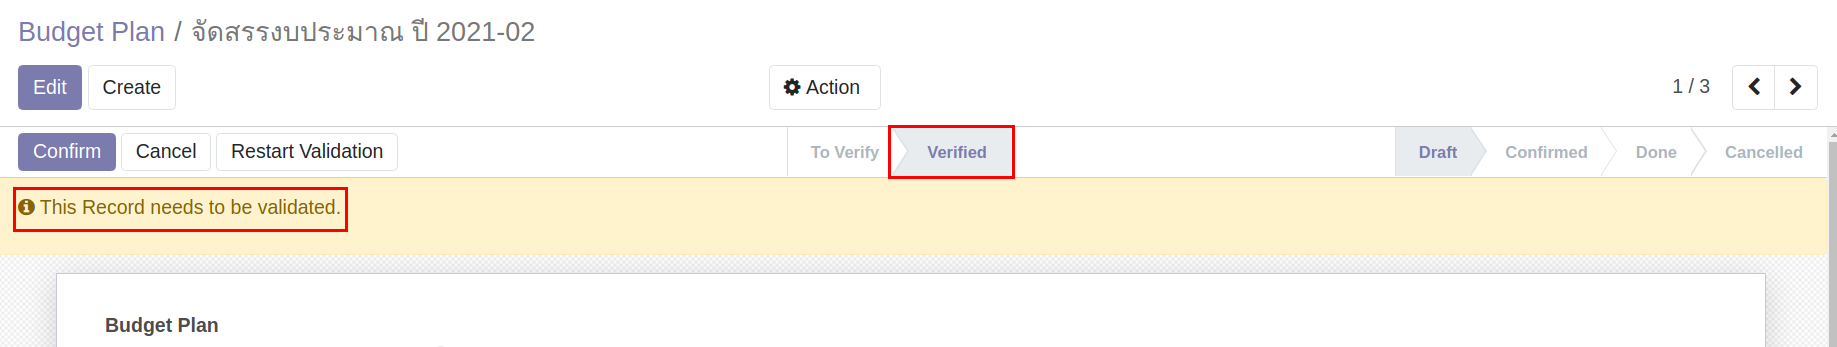 Budget Plan / จัดสรรงบประมาณ ปี 2021-02
Edit Create Action 1 / 3
Confirm Cancel Restart Validation To Verify Verified Draft Confirmed Done Cancelled
This Record needs to be validated.
Budget Plan